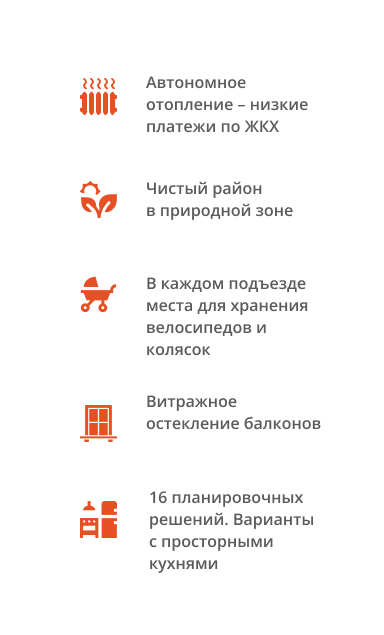 Автономное
отопление – низкие
платежи по ЖКХ
Чистый район
в природной зоне
В каждом подъезде
места для хранения
велосипедов и
колясок
Витражное
остекление балконов
16 планировочных
решений. Варианты
с просторными
кухнями